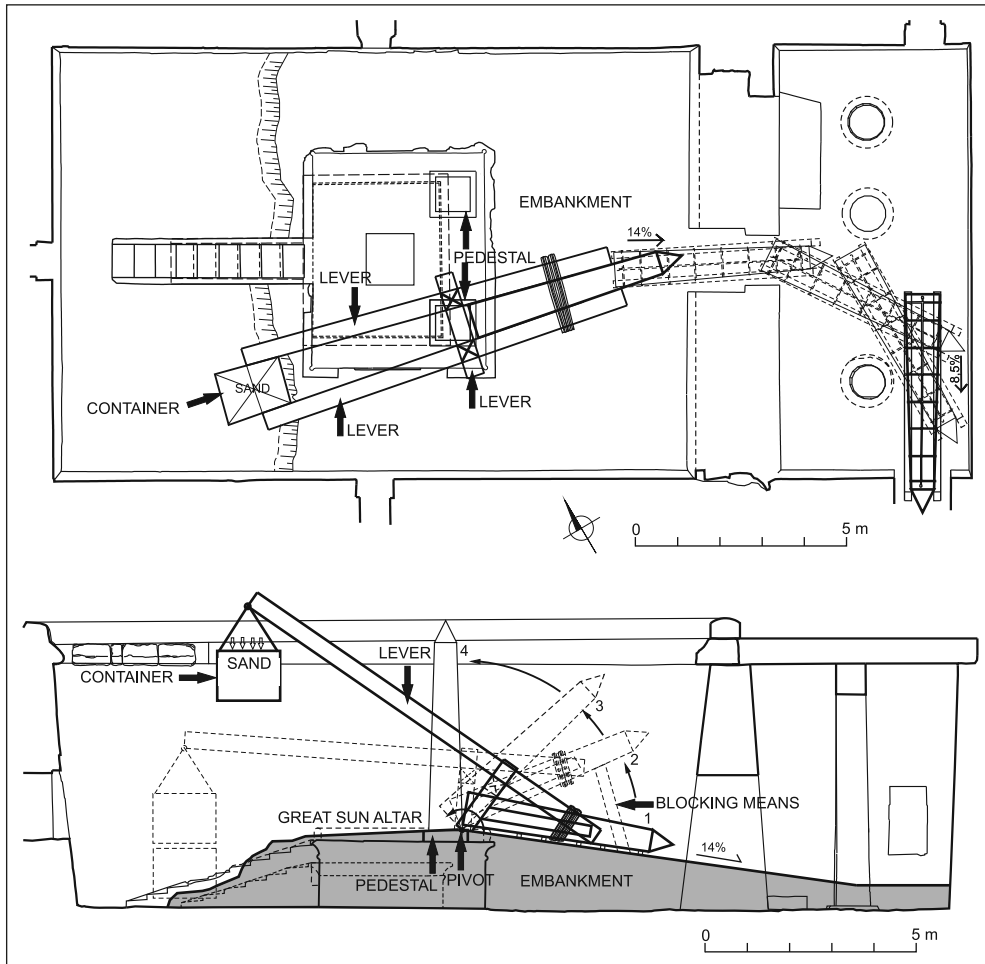 EMBANKMENT
14%
PEDESTAL
LEVER
SAND
CONTAINER
LEVER
LEVER
8.5%
0 5 m
4
LEVER
SAND
CONTAINER
3
2
BLOCKING MEANS
1
GREAT SUN ALTAR
14%
PEDESTAL
PIVOT
EMBANKMENT
0 5 m